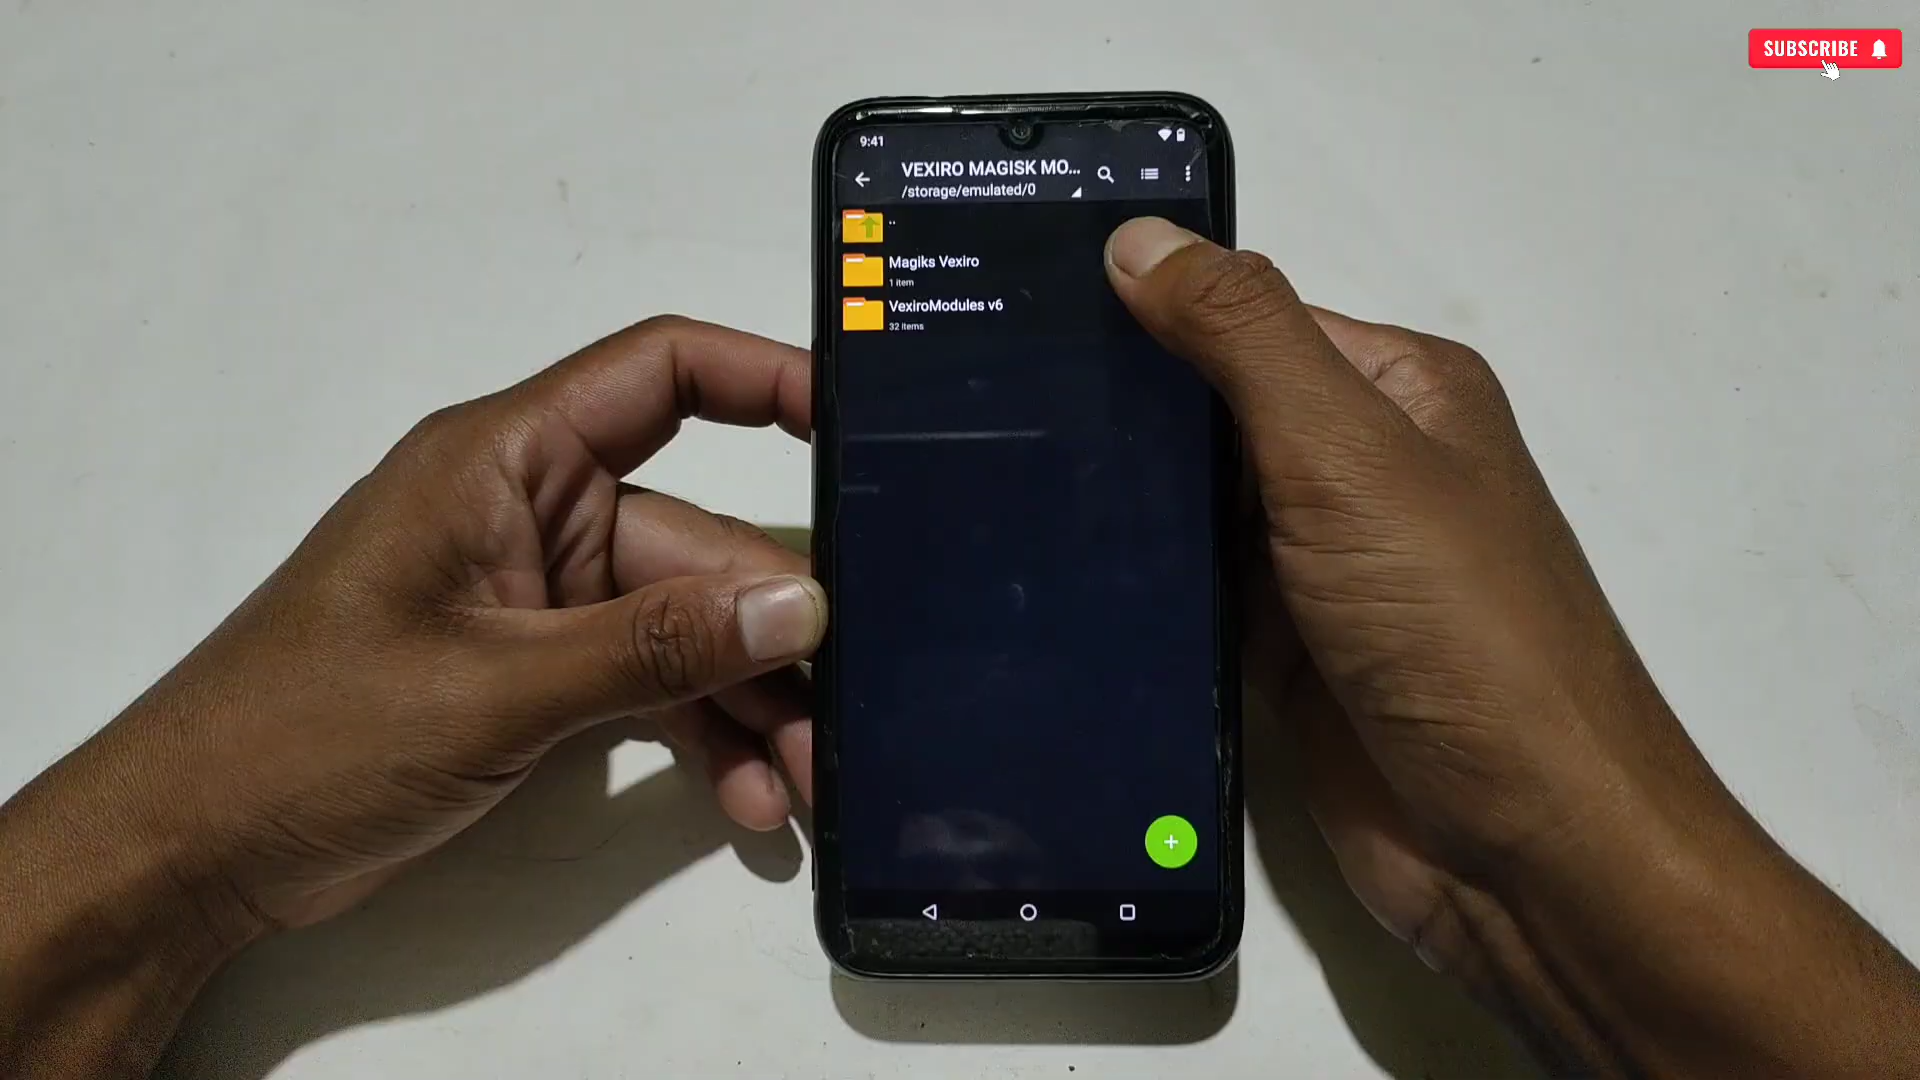 SUBSCRIBE
9:41
VEXIRO MAGISK MO...
/storage/emulated/0
..
Magiks Vexiro
1 item
VexiroModules v6
32 items